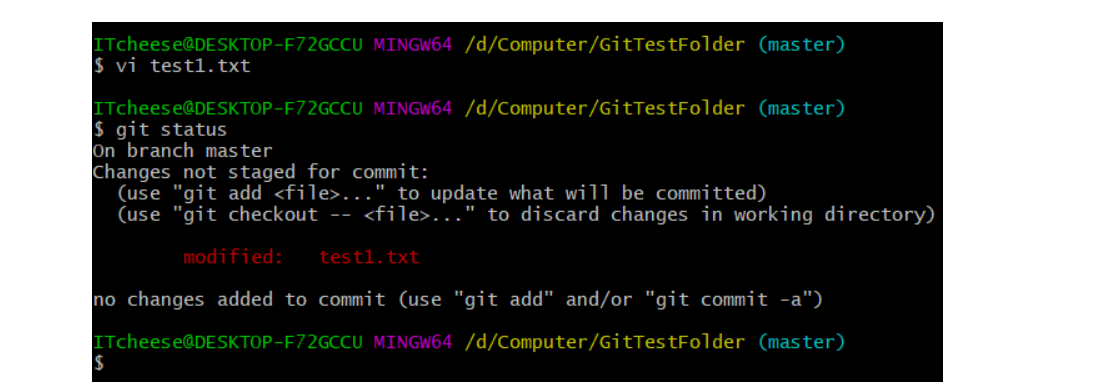 ITcheese@DESKTOP-F72GCCU MINGW64 /d/Computer/GitTestFolder (master)
$ vi test1.txt
ITcheese@DESKTOP-F72GCCU MINGW64 /d/Computer/GitTestFolder (master)
$ git status
On branch master
Changes not staged for commit:
  (use "git add <file>..." to update what will be committed)
  (use "git checkout -- <file>..." to discard changes in working directory)
        modified:   test1.txt
no changes added to commit (use "git add" and/or "git commit -a")
ITcheese@DESKTOP-F72GCCU MINGW64 /d/Computer/GitTestFolder (master)
$